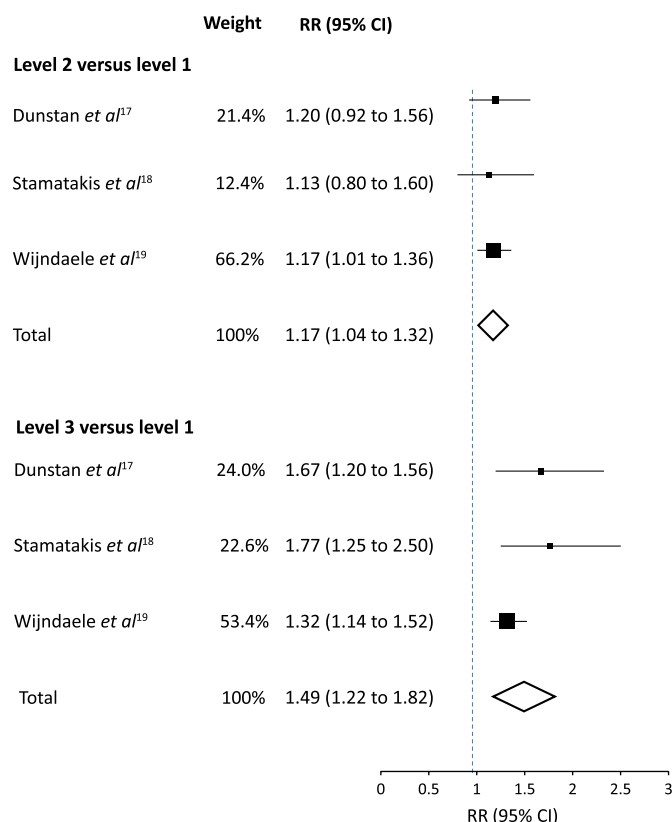 Weight RR (95% CI)
Level 2 versus level 1
Dunstan et al17 21.4% 1.20 (0.92 to 1.56)
Stamatakis et al18 12.4% 1.13 (0.80 to 1.60)
Wijndaele et al19 66.2% 1.17 (1.01 to 1.36)
Total 100% 1.17 (1.04 to 1.32)
Level 3 versus level 1
Dunstan et al17 24.0% 1.67 (1.20 to 1.56)
Stamatakis et al18 22.6% 1.77 (1.25 to 2.50)
Wijndaele et al19 53.4% 1.32 (1.14 to 1.52)
Total 100% 1.49 (1.22 to 1.82)
0 0.5 1 1.5 2 2.5 3
RR (95% CI)